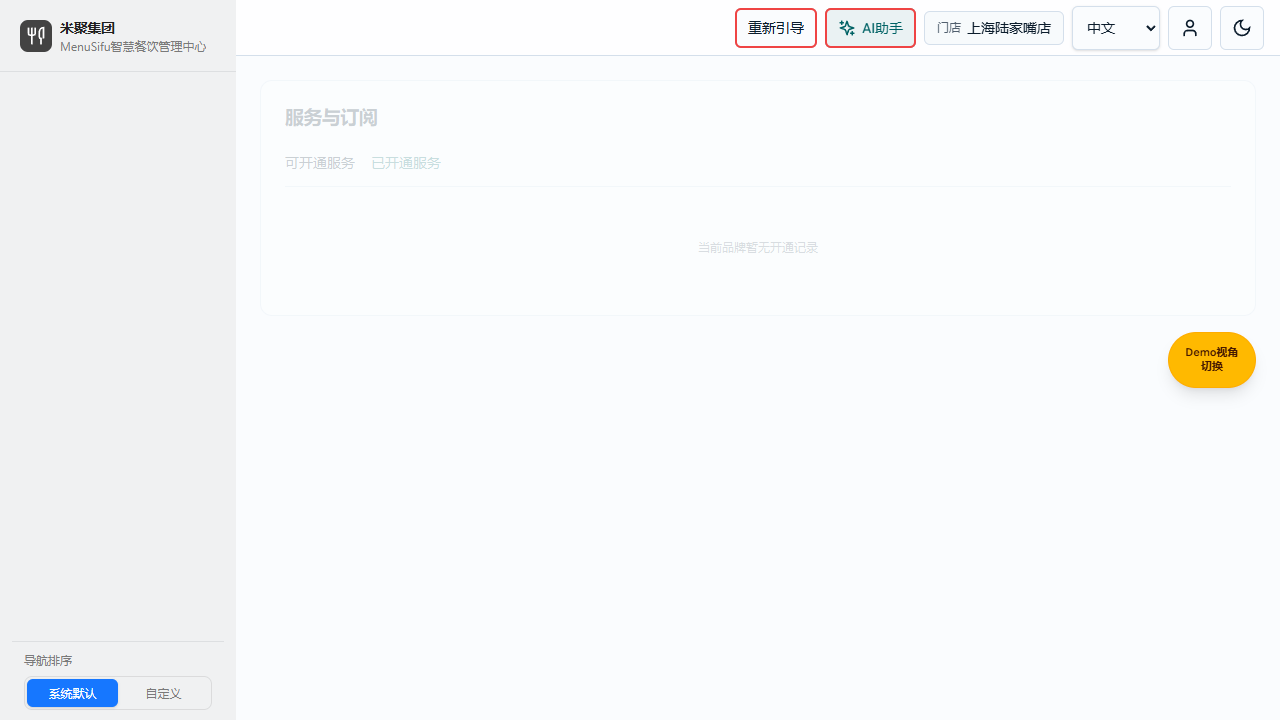 米聚集团
MenuSifu智慧餐饮管理中心
重新引导
AI助手
门店 上海陆家嘴店
中文
服务与订阅
可开通服务 已开通服务
当前品牌暂无开通记录
Demo视角
切换
导航排序
系统默认 自定义